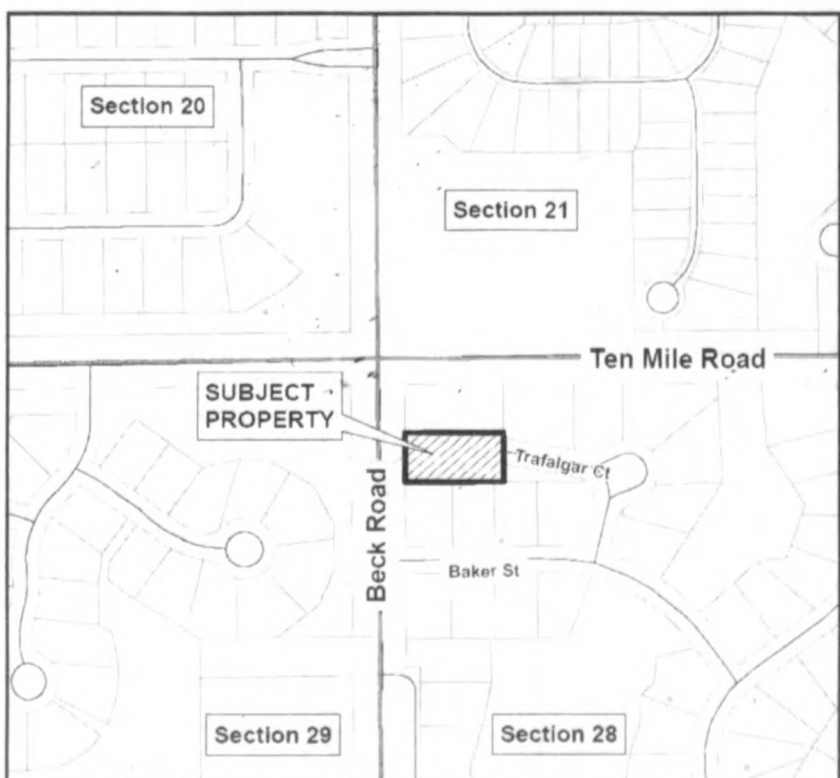 Section 20
Section 21
Ten Mile Road
SUBJECT
PROPERTY
Trafalgar Ct
Beck Road
Baker St
Section 29
Section 28